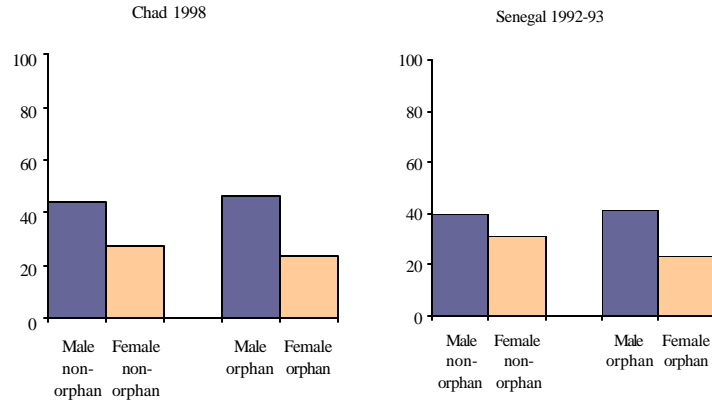 Chad 1998
100
80
60
40
20
0
Male Female Male Female
non- non- orphan orphan
orphan orphan
Senegal 1992-93
100
80
60
40
20
0
Male Female Male Female
non- non- orphan orphan
orphan orphan